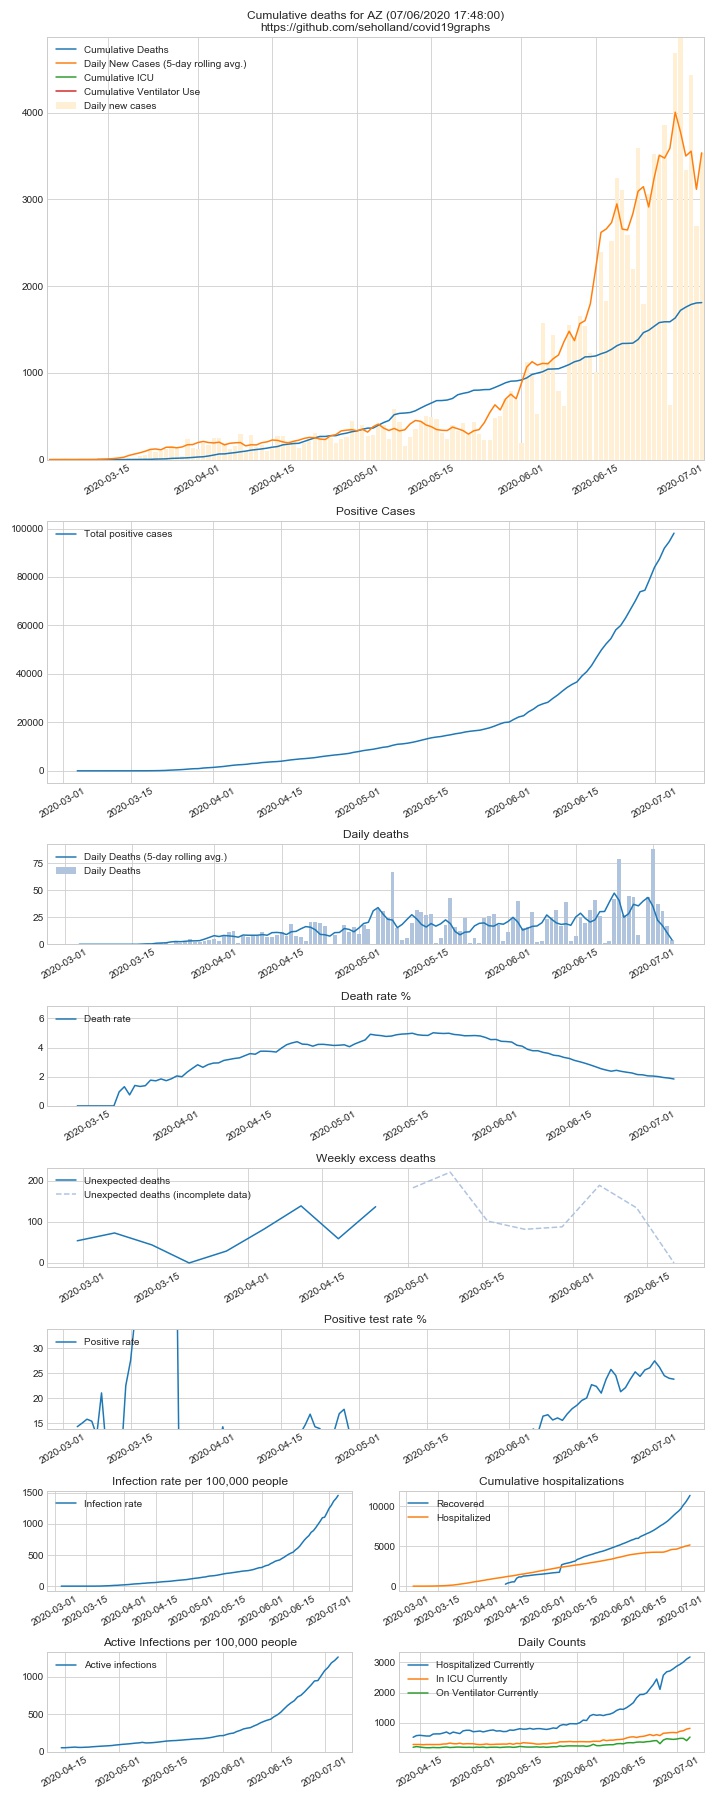 Cumulative deaths for AZ (07/06/2020 17:48:00)
https://github.com/seholland/covid19graphs
Cumulative Deaths
Daily New Cases (5-day rolling avg.)
Cumulative ICU
Cumulative Ventilator Use
Daily new cases
4000
3000
2000
1000
0
2020-03-15 2020-04-01 2020-04-15 2020-05-01 2020-05-15 2020-06-01 2020-06-15 2020-07-01
Positive Cases
Total positive cases
100000
80000
60000
40000
20000
0
2020-03-01 2020-03-15 2020-04-01 2020-04-15 2020-05-01 2020-05-15 2020-06-01 2020-06-15 2020-07-01
Daily deaths
Daily Deaths (5-day rolling avg.)
Daily Deaths
75
50
25
0
2020-03-01 2020-03-15 2020-04-01 2020-04-15 2020-05-01 2020-05-15 2020-06-01 2020-06-15 2020-07-01
Death rate %
Death rate
6
4
2
0
2020-03-15 2020-04-01 2020-04-15 2020-05-01 2020-05-15 2020-06-01 2020-06-15 2020-07-01
Weekly excess deaths
Unexpected deaths
Unexpected deaths (incomplete data)
200
100
0
2020-03-01 2020-03-15 2020-04-01 2020-04-15 2020-05-01 2020-05-15 2020-06-01 2020-06-15
Positive test rate %
Positive rate
30
25
20
15
2020-03-01 2020-03-15 2020-04-01 2020-04-15 2020-05-01 2020-05-15 2020-06-01 2020-06-15 2020-07-01
Infection rate per 100,000 people
Infection rate
1500
1000
500
0
2020-03-01 2020-03-15 2020-04-01 2020-04-15 2020-05-01 2020-05-15 2020-06-01 2020-06-15 2020-07-01
Cumulative hospitalizations
Recovered
Hospitalized
10000
5000
0
2020-03-01 2020-03-15 2020-04-01 2020-04-15 2020-05-01 2020-05-15 2020-06-01 2020-06-15 2020-07-01
Active Infections per 100,000 people
Active infections
1000
500
0
2020-04-15 2020-05-01 2020-05-15 2020-06-01 2020-06-15 2020-07-01
Daily Counts
Hospitalized Currently
In ICU Currently
On Ventilator Currently
3000
2000
1000
2020-04-15 2020-05-01 2020-05-15 2020-06-01 2020-06-15 2020-07-01